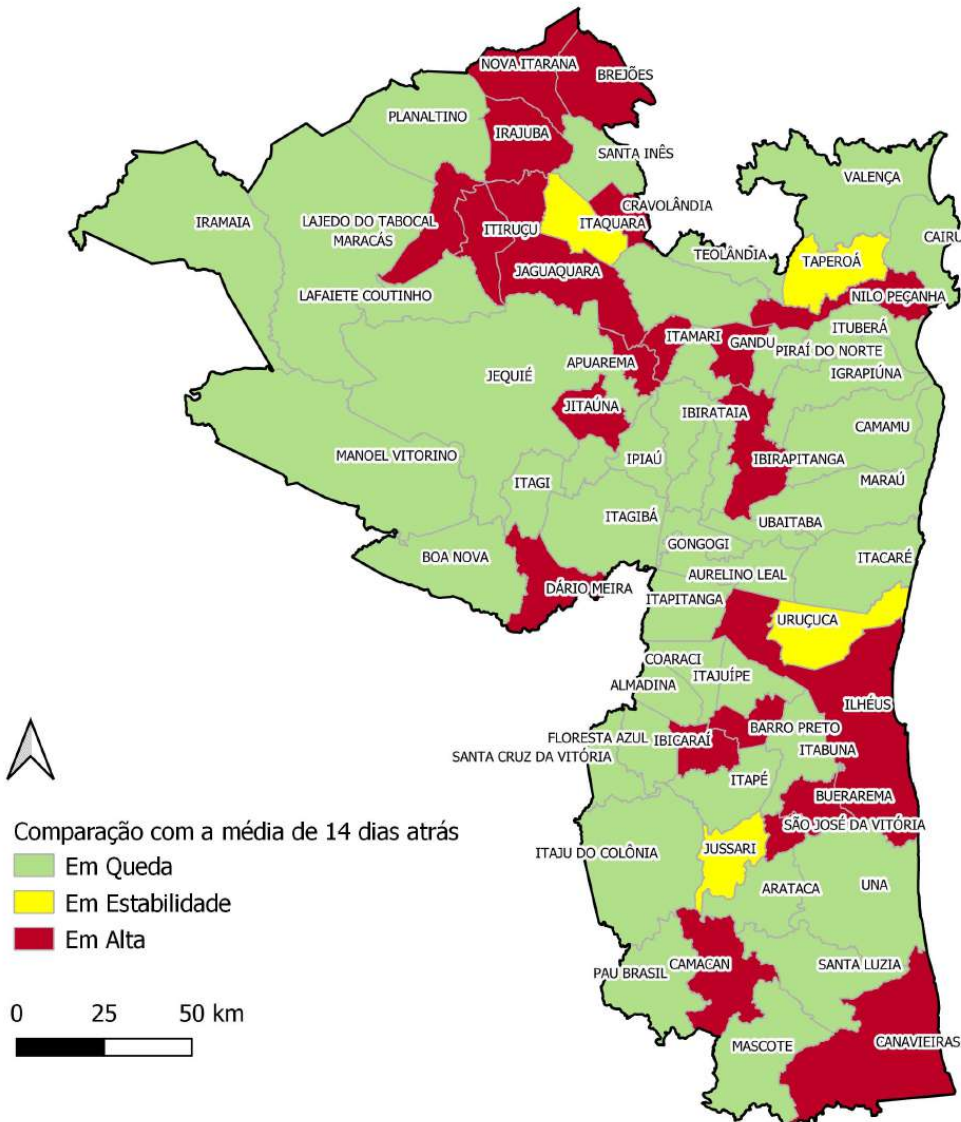 NOVA ITARANA
BREJÕES
PLANALTINO
IRAJUBA
SANTA INÊS
VALENÇA
IRAMAIA
LAJEDO DO TABOCAL
CRAVOLÂNDIA
ITAQUARA
ITIRUÇU
MARACÁS
CAIRU
TEOLÂNDIA
TAPEROÁ
JAGUAQUARA
LAFAIETE COUTINHO
NILO PEÇANHA
ITUBERÁ
ITAMARI
GANDU
PIRAÍ DO NORTE
APUAREMA
IGRAPIÚNA
JEQUIÉ
JITAÚNA
IBIRATAIA
CAMAMU
MANOEL VITORINO
IPIAÚ
IBIRAPITANGA
MARAÚ
ITAGI
ITAGIBÁ
UBAITABA
GONGOGI
BOA NOVA
ITACARÉ
AURELINO LEAL
DÁRIO MEIRA
ITAPITANGA
URUÇUCA
COARACI
ITAJUÍPE
ALMADINA
ILHÉUS
BARRO PRETO
FLORESTA AZUL
IBICARAÍ
ITABUNA
SANTA CRUZ DA VITÓRIA
ITAPÉ
BUERAREMA
SÃO JOSÉ DA VITÓRIA
Comparação com a média de 14 dias atrás
JUSSARI
ITAJU DO COLÔNIA
Em Queda
ARATACA
UNA
Em Estabilidade
Em Alta
CAMACAN
SANTA LUZIA
PAU BRASIL
0 25 50 km
MASCOTE
CANAVIEIRAS